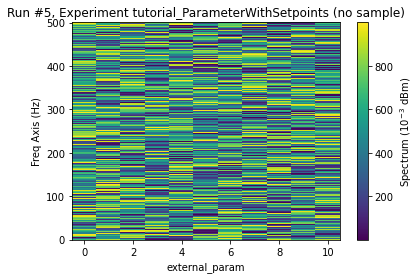 Run #5, Experiment tutorial_ParameterWithSetpoints (no sample)
500
400
300
200
100
0
Freq Axis (Hz)
0 2 4 6 8 10
external_param
800
600
400
200
Spectrum (10⁻³ dBm)